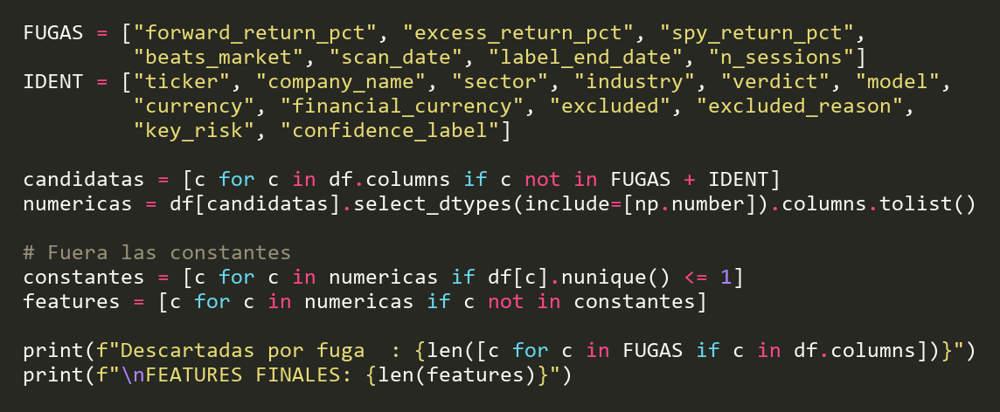 FUGAS = ["forward_return_pct", "excess_return_pct", "spy_return_pct",
         "beats_market", "scan_date", "label_end_date", "n_sessions"]
IDENT = ["ticker", "company_name", "sector", "industry", "verdict", "model",
         "currency", "financial_currency", "excluded", "excluded_reason",
         "key_risk", "confidence_label"]

candidatas = [c for c in df.columns if c not in FUGAS + IDENT]
numericas = df[candidatas].select_dtypes(include=[np.number]).columns.tolist()

# Fuera las constantes
constantes = [c for c in numericas if df[c].nunique() <= 1]
features = [c for c in numericas if c not in constantes]

print(f"Descartadas por fuga  : {len([c for c in FUGAS if c in df.columns])}")
print(f"\nFEATURES FINALES: {len(features)}")